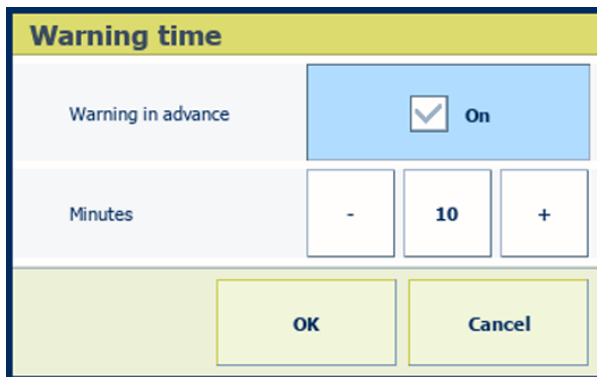 Warning time
Warning in advance
On
Minutes
- 10 +
OK Cancel